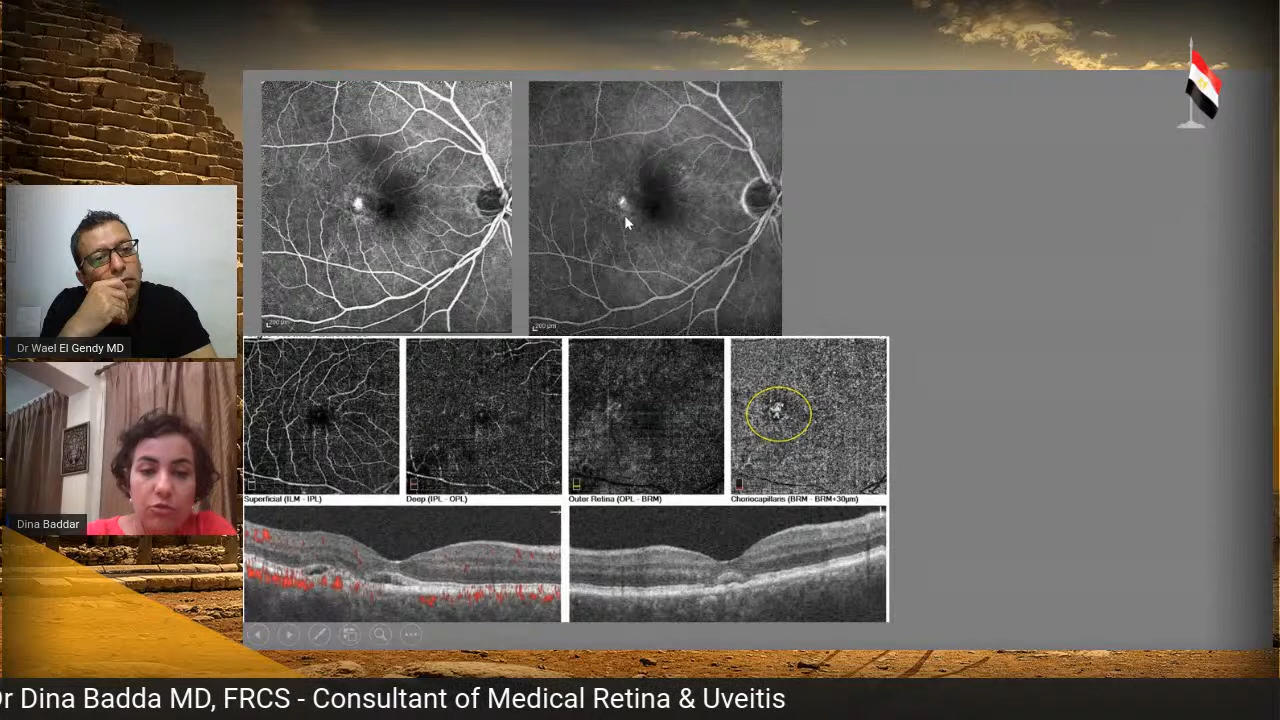 200 µm
200 µm
Dr Wael El Gendy MD
Superficial (ILM - IPL)
Deep (IPL - OPL)
Outer Retina (OPL - BRM)
Choriocapillaris (BRM - BRM+30µm)
Dina Baddar
Dr Dina Badda MD, FRCS - Consultant of Medical Retina & Uveitis